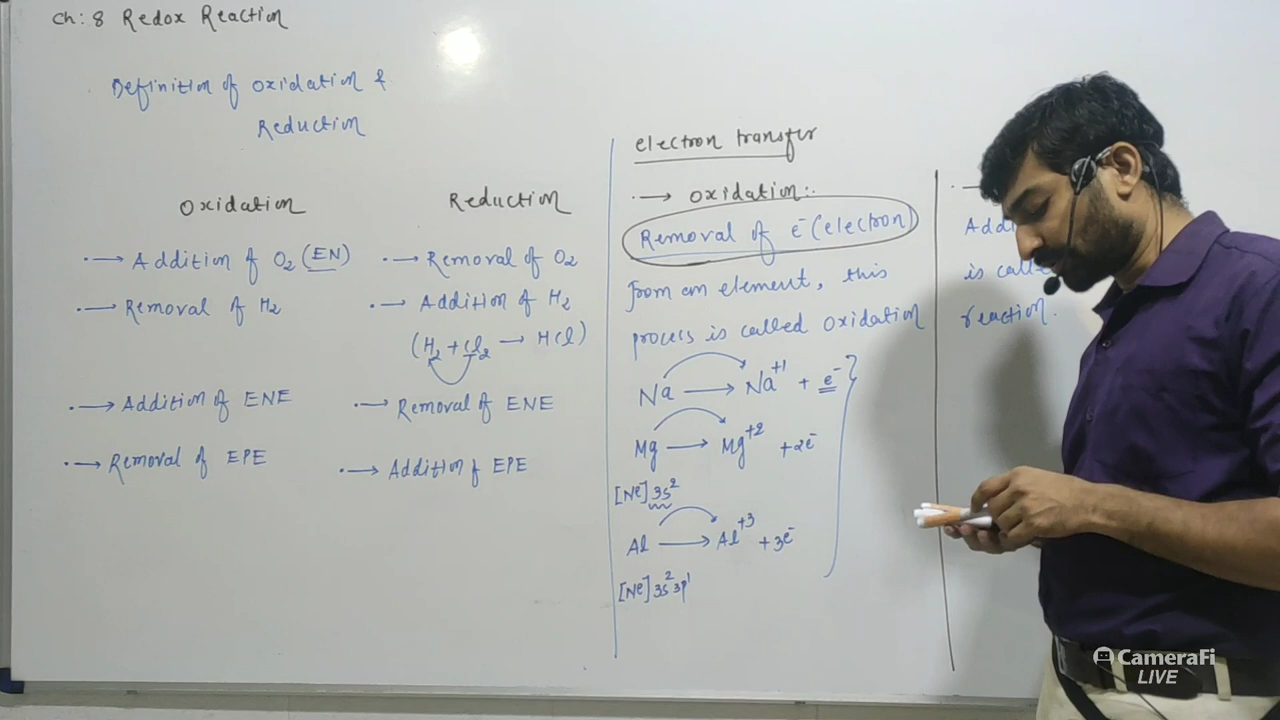 Ch: 8 Redox Reaction
Definition of oxidation &
Reduction
Oxidation
Reduction
·→ Addition of O₂ (EN)
·→ Removal of O₂
·→ Removal of H₂
·→ Addition of H₂
(H₂ + Cl₂ → HCl)
·→ Addition of ENE
·→ Removal of ENE
·→ Removal of EPE
·→ Addition of EPE
electron transfer
·→ Oxidation:·
Removal of e⁻ (electron)
from an element, this
process is called Oxidation
Na → Na⁺¹ + e⁻
Mg → Mg⁺² + 2e⁻
[Ne] 3s²
Al → Al⁺³ + 3e⁻
[Ne] 3s² 3p¹
is
reaction.
CameraFi
LIVE